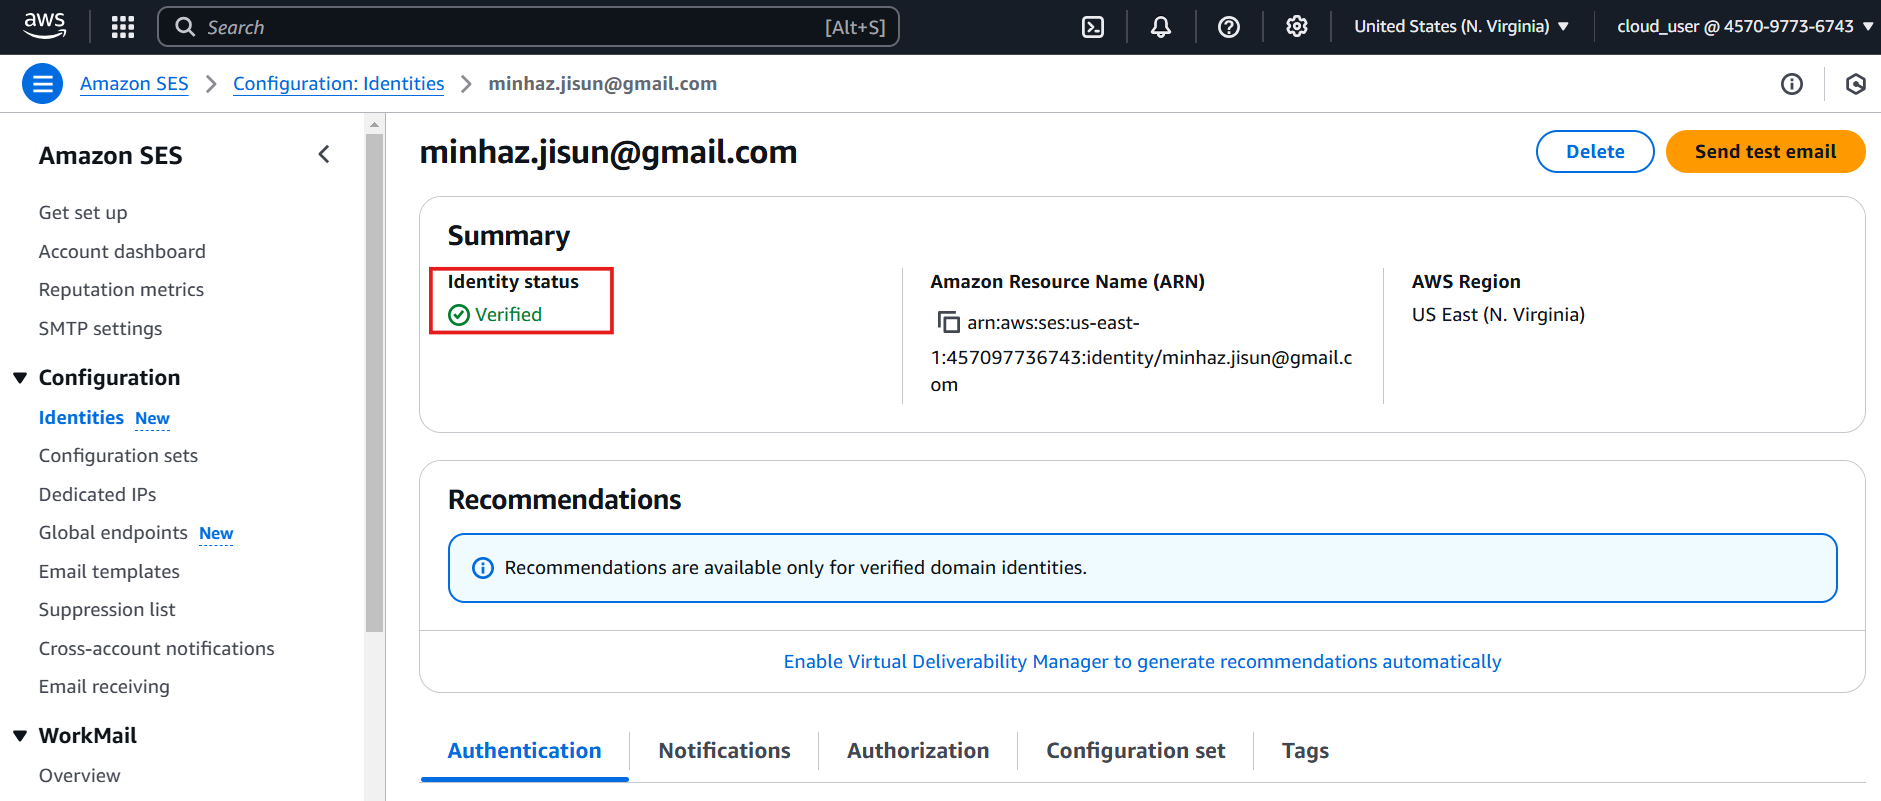 aws
Search [Alt+S]
United States (N. Virginia)
cloud_user @ 4570-9773-6743
Amazon SES
Configuration: Identities
minhaz.jisun@gmail.com
Amazon SES
Get set up
Account dashboard
Reputation metrics
SMTP settings
Configuration
Identities New
Configuration sets
Dedicated IPs
Global endpoints New
Email templates
Suppression list
Cross-account notifications
Email receiving
WorkMail
Overview
minhaz.jisun@gmail.com
Delete
Send test email
Summary
Identity status
Verified
Amazon Resource Name (ARN)
arn:aws:ses:us-east-
1:457097736743:identity/minhaz.jisun@gmail.c
om
AWS Region
US East (N. Virginia)
Recommendations
Recommendations are available only for verified domain identities.
Enable Virtual Deliverability Manager to generate recommendations automatically
Authentication
Notifications
Authorization
Configuration set
Tags